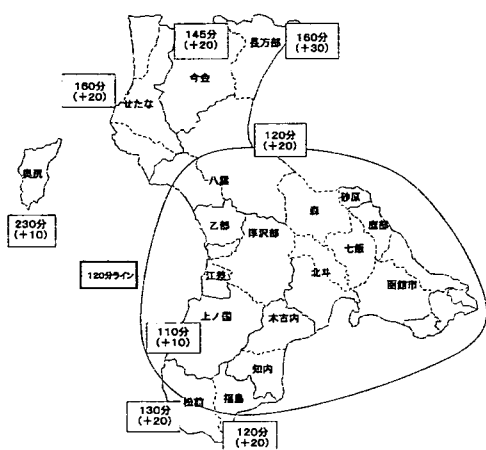 145分
(+20)
長万部
160分
(+30)
今金
160分
(+20)
せたな
120分
(+20)
奥尻
八雲
砂原
森
鹿部
乙部
厚沢部
七飯
230分
(+10)
北斗
函館市
江差
120分ライン
上ノ国
木古内
110分
(+10)
知内
松前
福島
130分
(+20)
120分
(+20)